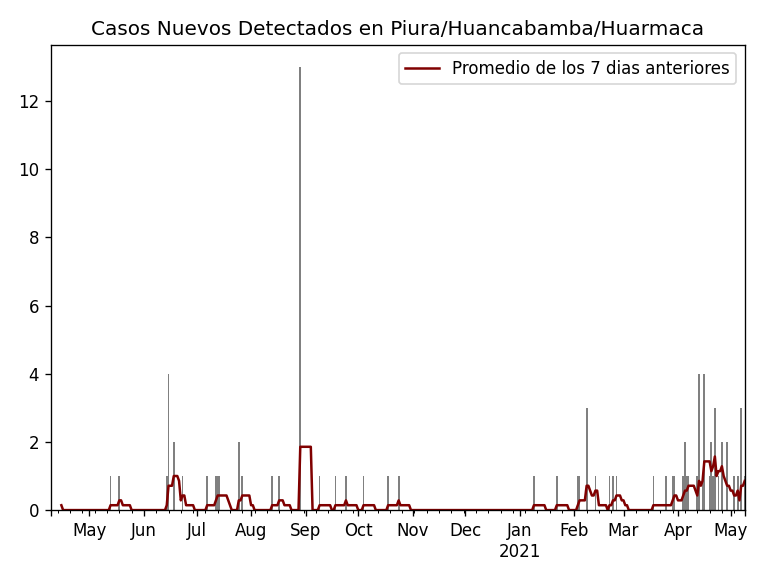 Casos Nuevos Detectados en Piura/Huancabamba/Huarmaca
Promedio de los 7 dias anteriores
12
10
8
6
4
2
0
May Jun Jul Aug Sep Oct Nov Dec Jan Feb Mar Apr May
2021